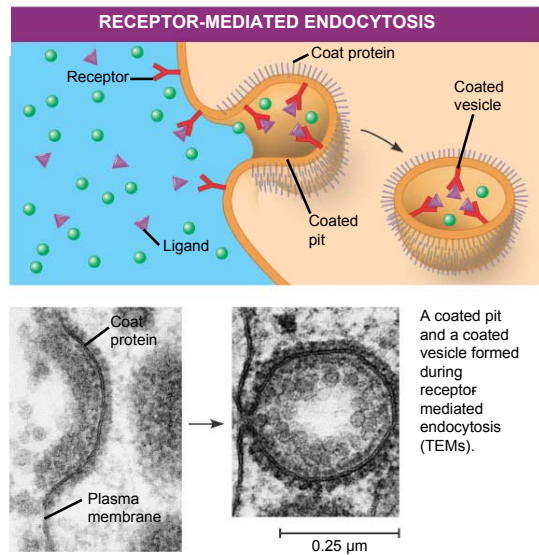 RECEPTOR-MEDIATED ENDOCYTOSIS
Coat protein
Receptor
Coated
vesicle
Coated
pit
Ligand
Coat
protein
A coated pit
and a coated
vesicle formed
during
receptor-
mediated
endocytosis
(TEMs).
Plasma
membrane
0.25 µm